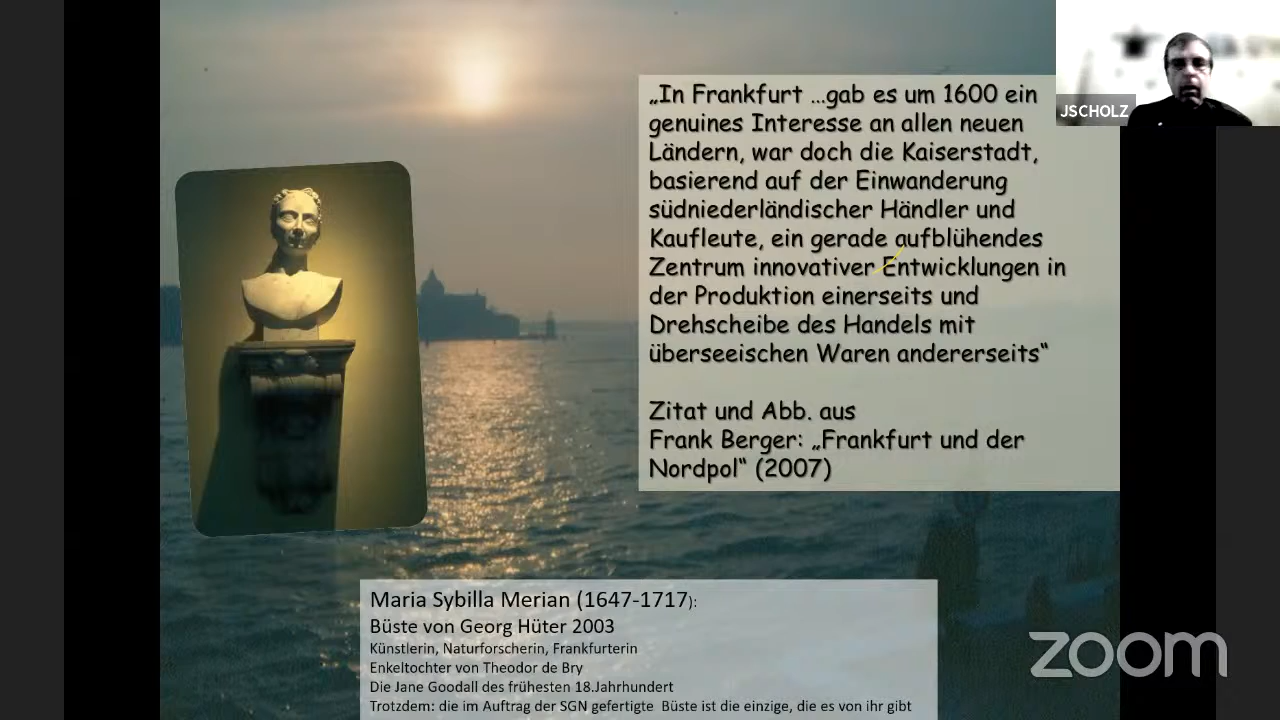 „In Frankfurt ...gab es um 1600 ein
genuines Interesse an allen neuen
Ländern, war doch die Kaiserstadt,
basierend auf der Einwanderung
südniederländischer Händler und
Kaufleute, ein gerade aufblühendes
Zentrum innovativer Entwicklungen in
der Produktion einerseits und
Drehscheibe des Handels mit
überseeischen Waren andererseits“
Zitat und Abb. aus
Frank Berger: „Frankfurt und der
Nordpol“ (2007)
JSCHOLZ
Maria Sybilla Merian (1647-1717):
Büste von Georg Hüter 2003
Künstlerin, Naturforscherin, Frankfurterin
Enkeltochter von Theodor de Bry
Die Jane Goodall des frühesten 18.Jahrhundert
Trotzdem: die im Auftrag der SGN gefertigte Büste ist die einzige, die es von ihr gibt
zoom